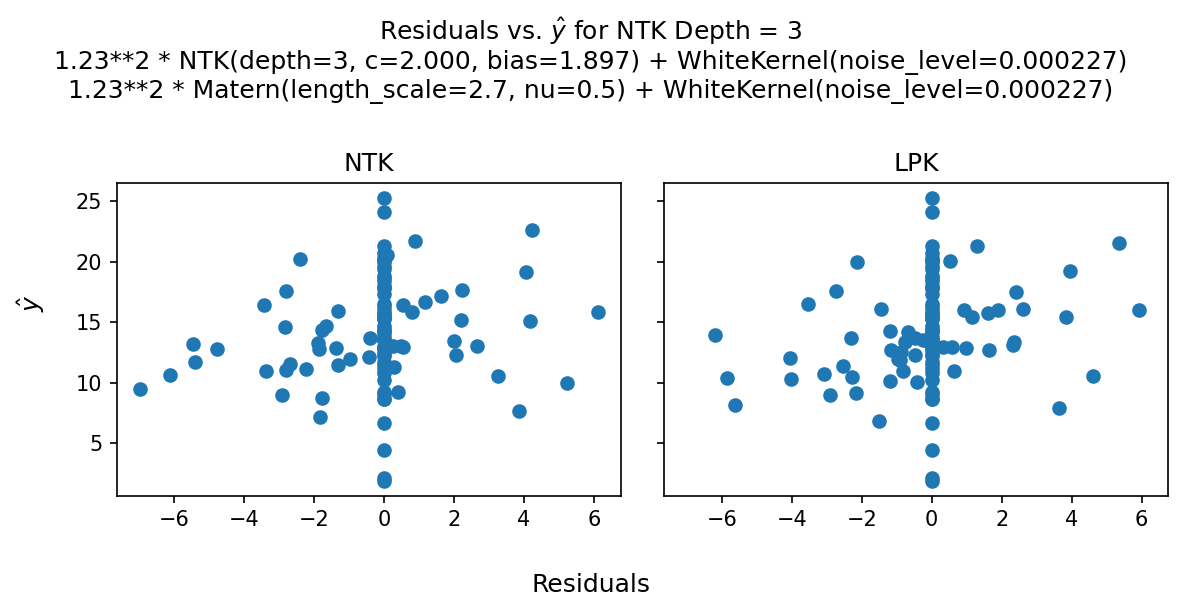 Residuals vs. ŷ for NTK Depth = 3
1.23**2 * NTK(depth=3, c=2.000, bias=1.897) + WhiteKernel(noise_level=0.000227)
1.23**2 * Matern(length_scale=2.7, nu=0.5) + WhiteKernel(noise_level=0.000227)
NTK LPK
25
20
15
10
5
ŷ
−6 −4 −2 0 2 4 6 −6 −4 −2 0 2 4 6
Residuals